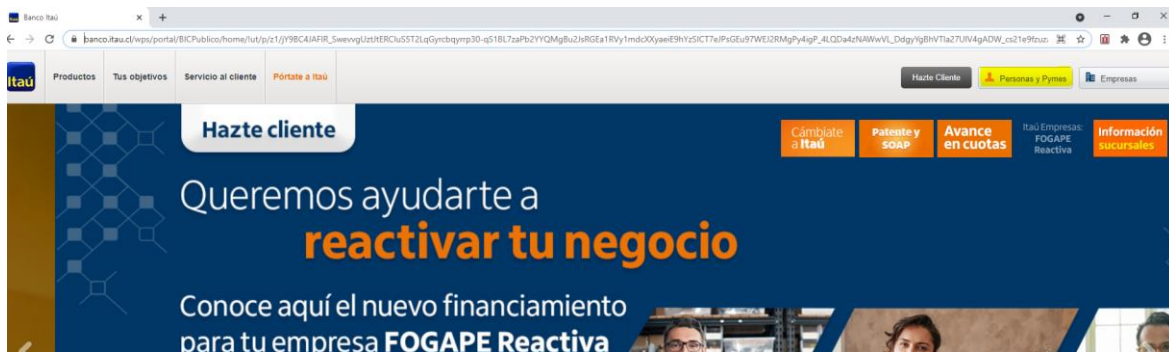 Banco Itaú
banco.itau.cl/wps/portal/BICPublico/home/!ut/p/z1/
Itaú
Productos
Tus objetivos
Servicio al cliente
Pórtate a Itaú
Hazte Cliente
Personas y Pymes
Empresas
Hazte cliente
Cámbiate
a Itaú
Patente y
SOAP
Avance
en cuotas
Itaú Empresas:
FOGAPE
Reactiva
Información
sucursales
Queremos ayudarte a
reactivar tu negocio
Conoce aquí el nuevo financiamiento
para tu empresa FOGAPE Reactiva